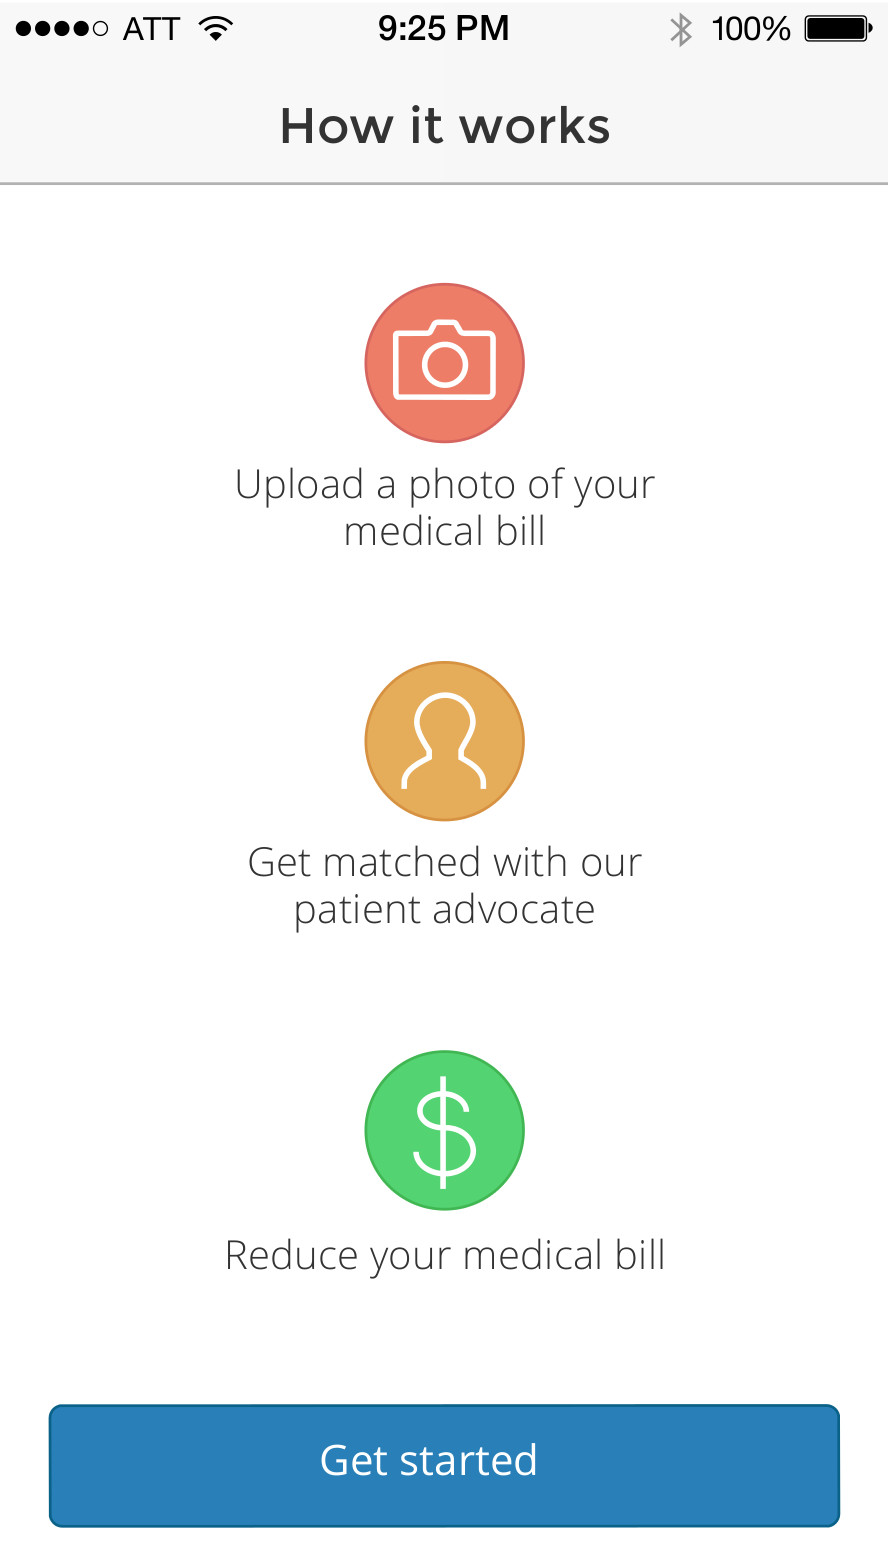 ATT 9:25 PM 100%
How it works
Upload a photo of your
medical bill
Get matched with our
patient advocate
$
Reduce your medical bill
Get started